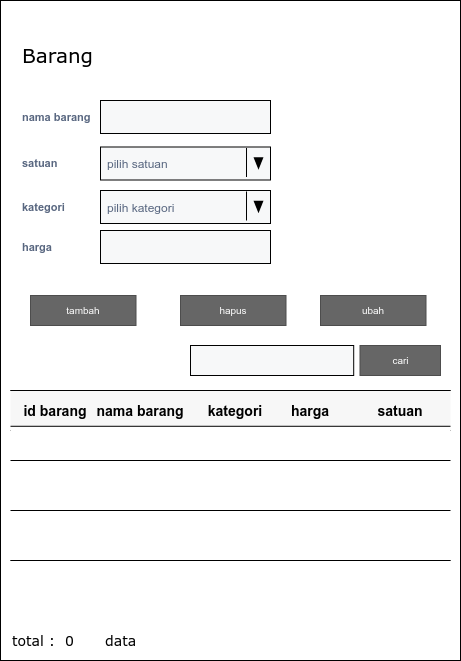 Barang
nama barang
satuan pilih satuan
kategori pilih kategori
harga
tambah hapus ubah
cari
id barang nama barang kategori harga satuan
total : 0 data